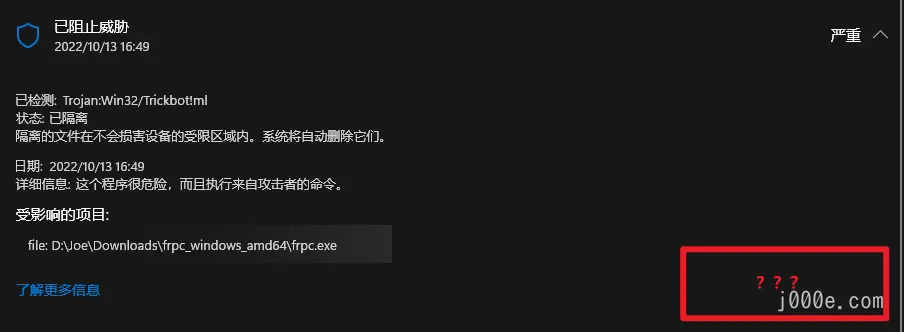 已阻止威胁
2022/10/13 16:49
严重
已检测: Trojan:Win32/Trickbot!ml
状态: 已隔离
隔离的文件在不会损害设备的受限区域内。系统将自动删除它们。
日期: 2022/10/13 16:49
详细信息: 这个程序很危险，而且执行来自攻击者的命令。
受影响的项目:
file: D:\Joe\Downloads\frpc_windows_amd64\frpc.exe
了解更多信息
？？？
j000e.com